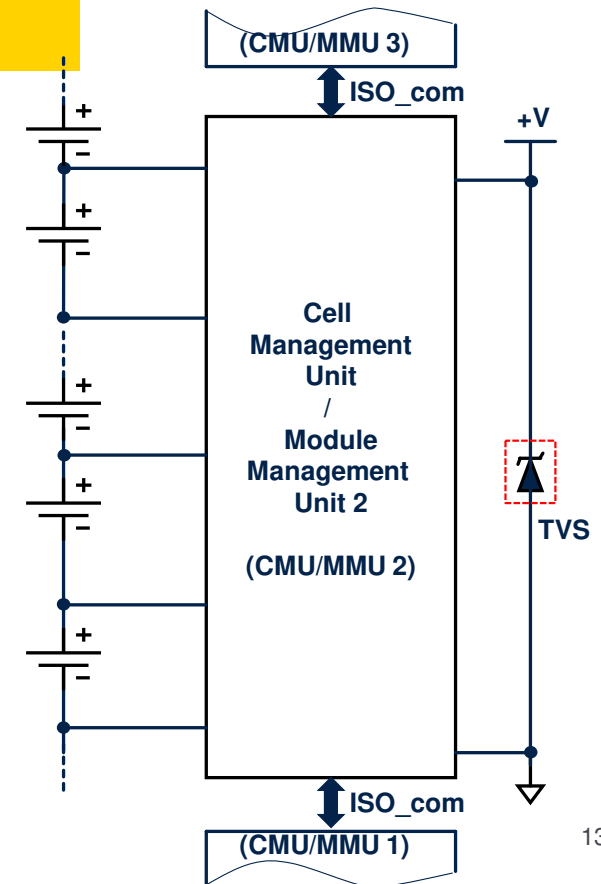 (CMU/MMU 3)
ISO_com
+V
+
−
+
−
Cell
Management
Unit
/
Module
Management
Unit 2
(CMU/MMU 2)
+
−
+
−
TVS
+
−
ISO_com
(CMU/MMU 1)
13